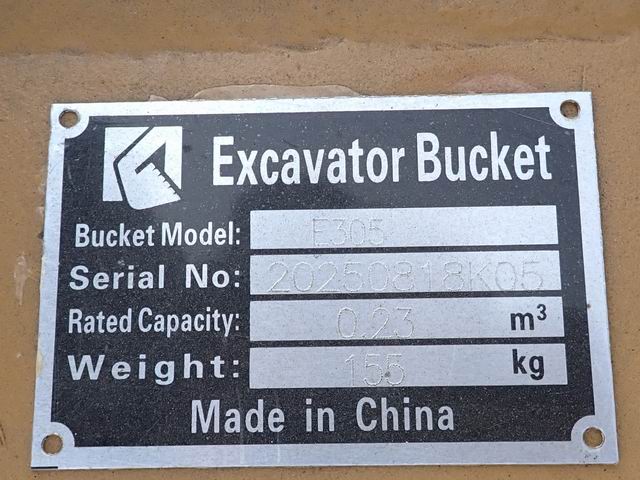 Excavator Bucket
Bucket Model: E305
Serial No: 20250818K05
Rated Capacity: 0.23 m³
Weight: 155 kg
Made in China